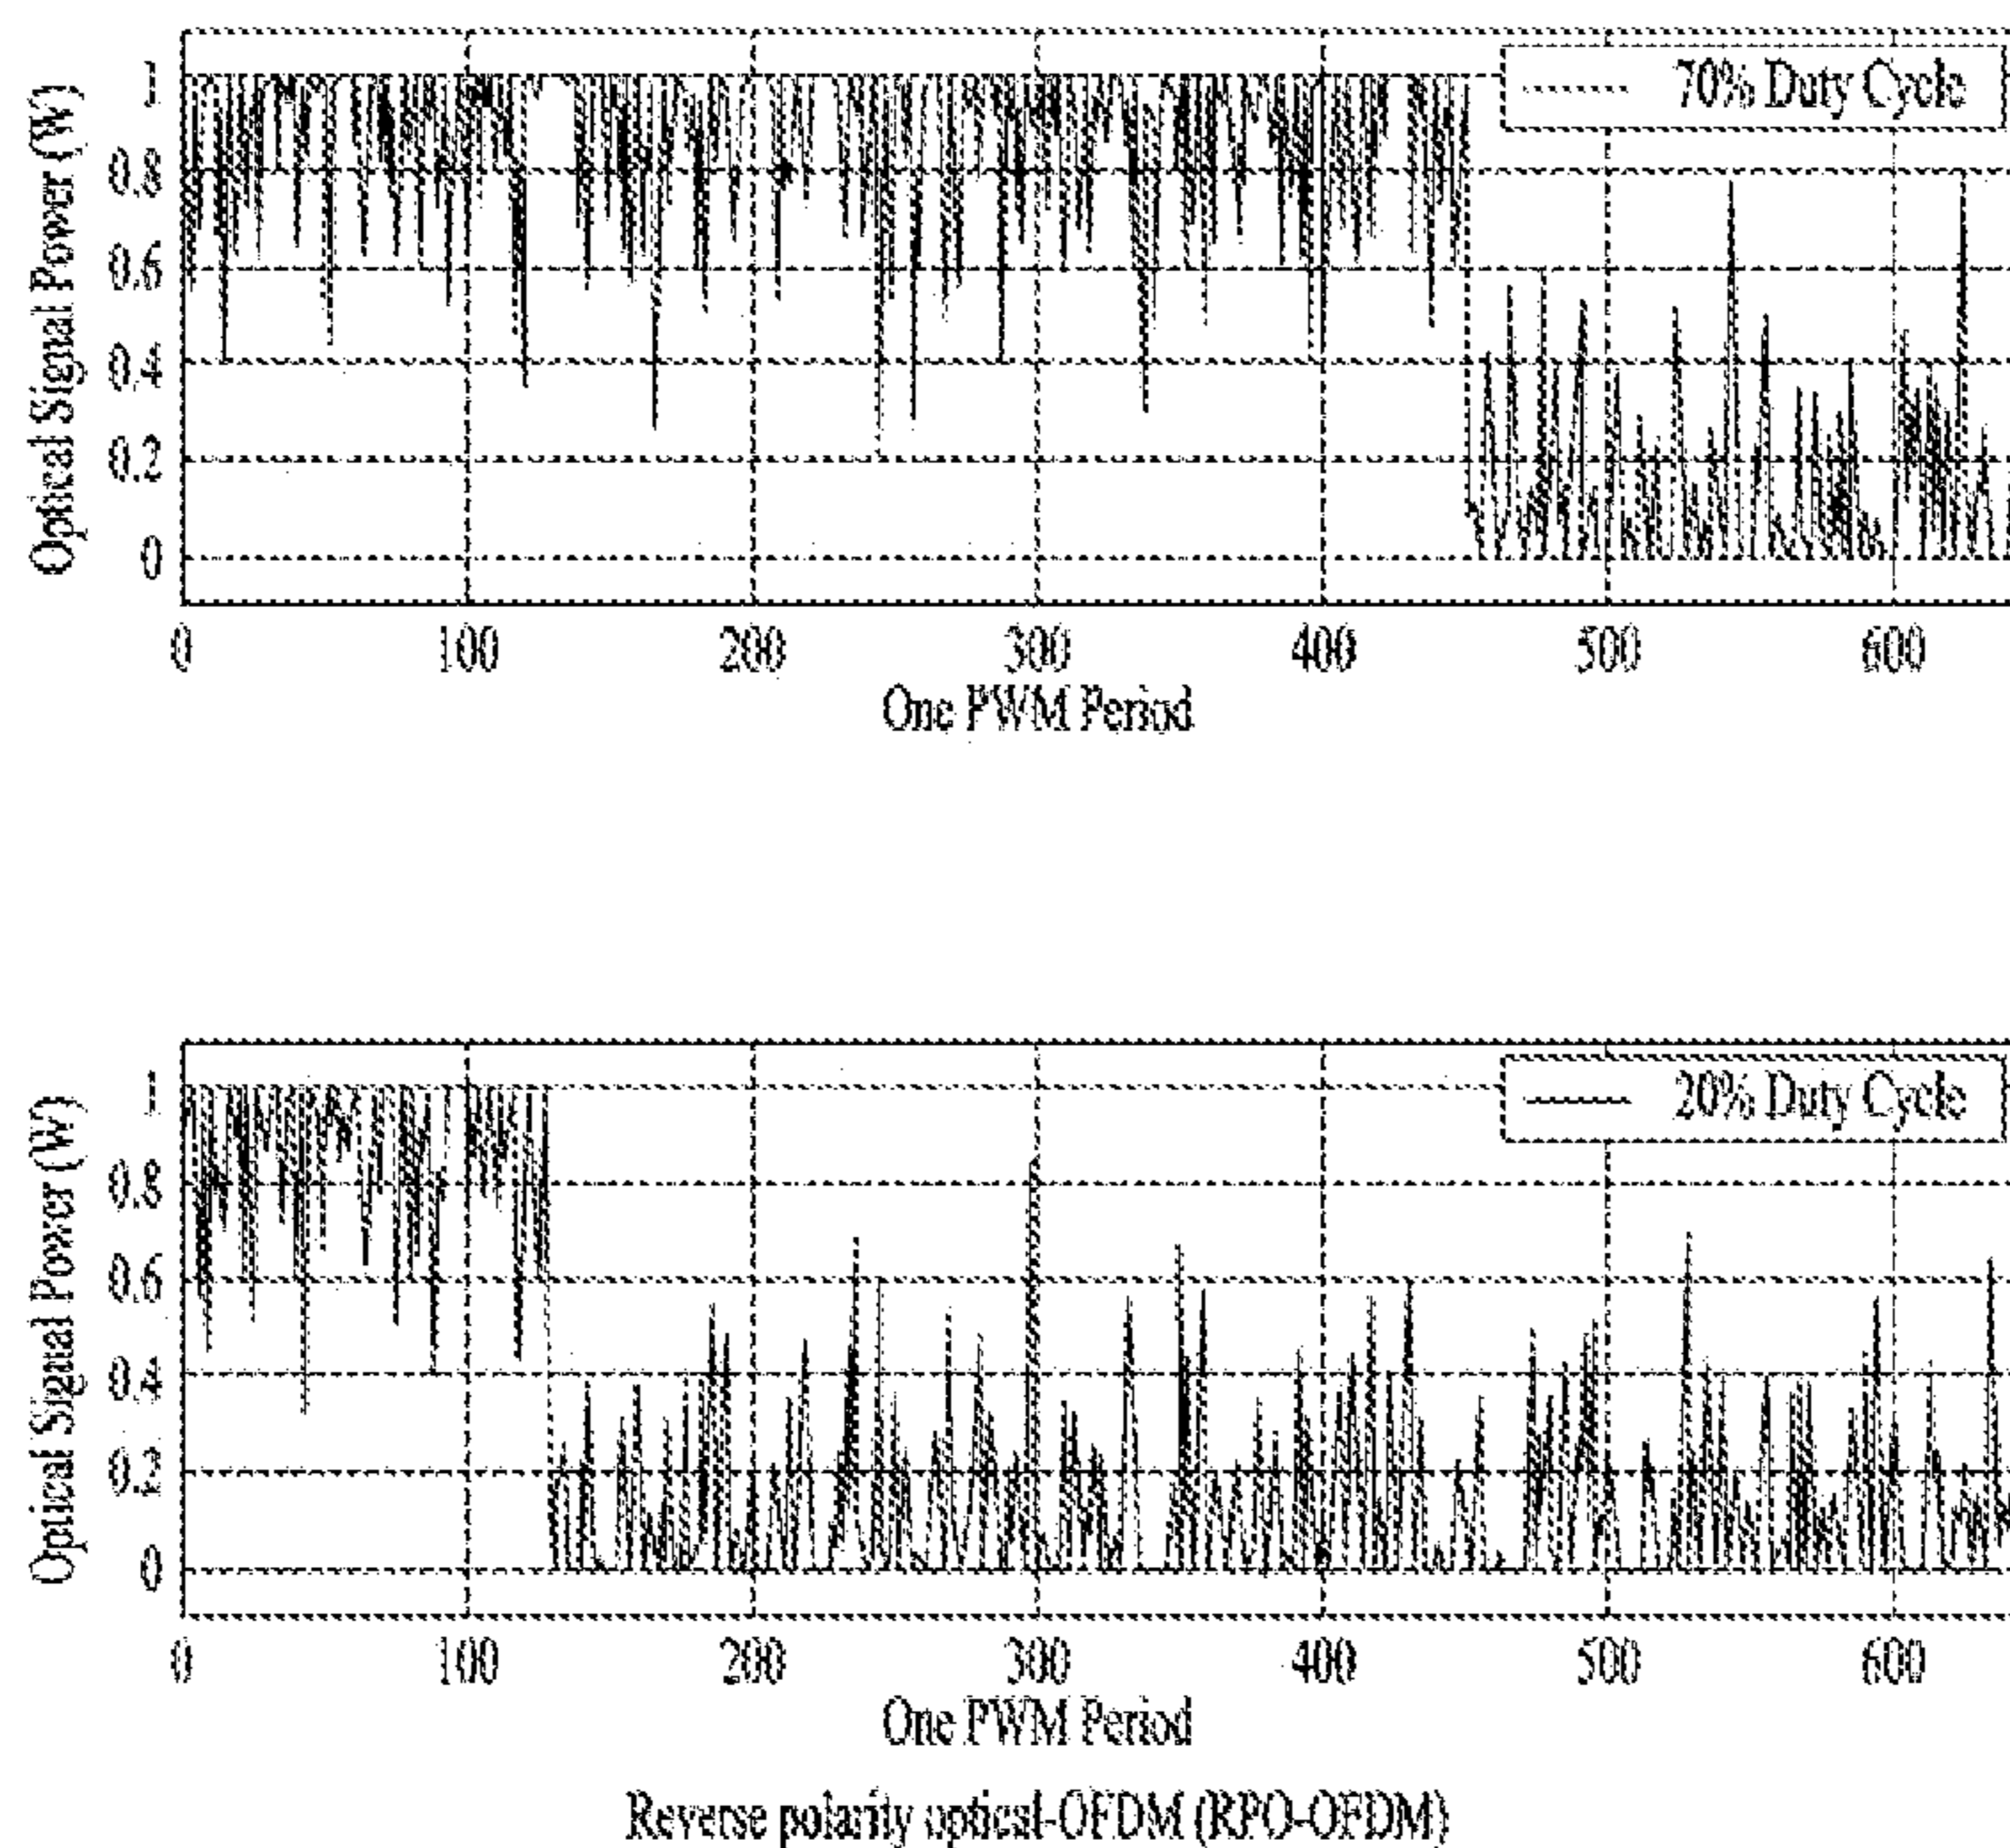 Optical Signal Power (W)
1
0.8
0.6
0.4
0.2
0
70% Duty Cycle
0 100 200 300 400 500 600
One PWM Period
Optical Signal Power (W)
1
0.8
0.6
0.4
0.2
0
20% Duty Cycle
0 100 200 300 400 500 600
One PWM Period
Reverse polarity optical-OFDM (RPO-OFDM)